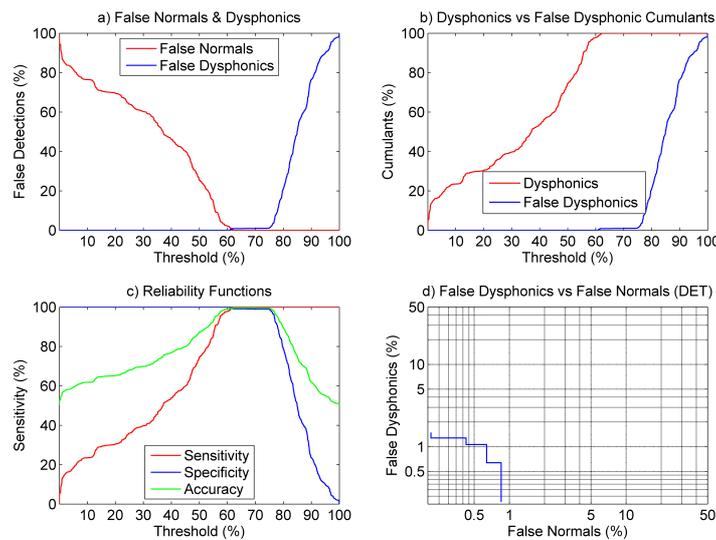 a) False Normals & Dysphonics
False Detections (%)
100
80
60
40
20
0
False Normals
False Dysphonics
10 20 30 40 50 60 70 80 90 100
Threshold (%)
b) Dysphonics vs False Dysphonic Cumulants
Cumulants (%)
100
80
60
40
20
0
Dysphonics
False Dysphonics
10 20 30 40 50 60 70 80 90 100
Threshold (%)
c) Reliability Functions
Sensitivity (%)
100
80
60
40
20
0
Sensitivity
Specificity
Accuracy
10 20 30 40 50 60 70 80 90 100
Threshold (%)
d) False Dysphonics vs False Normals (DET)
False Dysphonics (%)
50
10
5
1
0.5
0.5 1 5 10 50
False Normals (%)